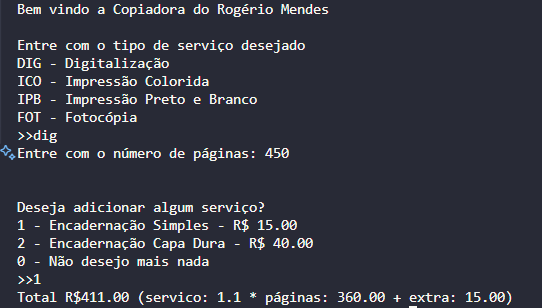 Bem vindo a Copiadora do Rogério Mendes
Entre com o tipo de serviço desejado
DIG - Digitalização
ICO - Impressão Colorida
IPB - Impressão Preto e Branco
FOT - Fotocópia
>>dig
Entre com o número de páginas: 450
Deseja adicionar algum serviço?
1 - Encadernação Simples - R$ 15.00
2 - Encadernação Capa Dura - R$ 40.00
0 - Não desejo mais nada
>>1
Total R$411.00 (servico: 1.1 * páginas: 360.00 + extra: 15.00)